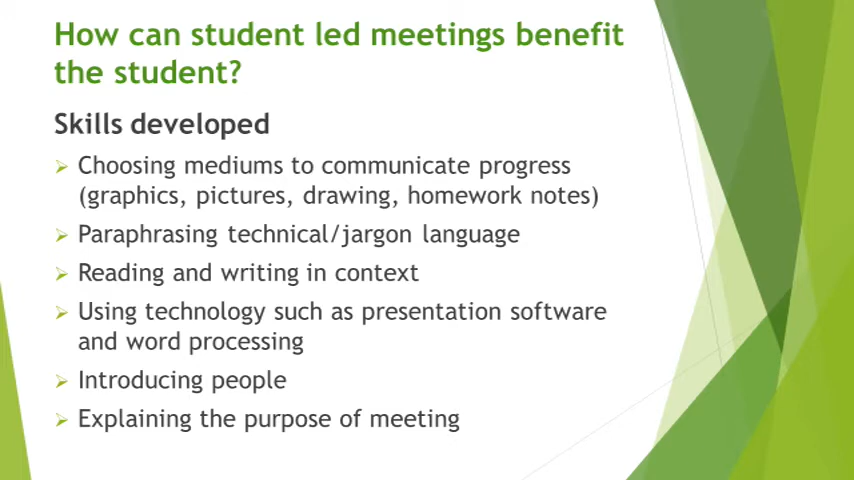 How can student led meetings benefit
the student?
Skills developed
Choosing mediums to communicate progress
(graphics, pictures, drawing, homework notes)
Paraphrasing technical/jargon language
Reading and writing in context
Using technology such as presentation software
and word processing
Introducing people
Explaining the purpose of meeting